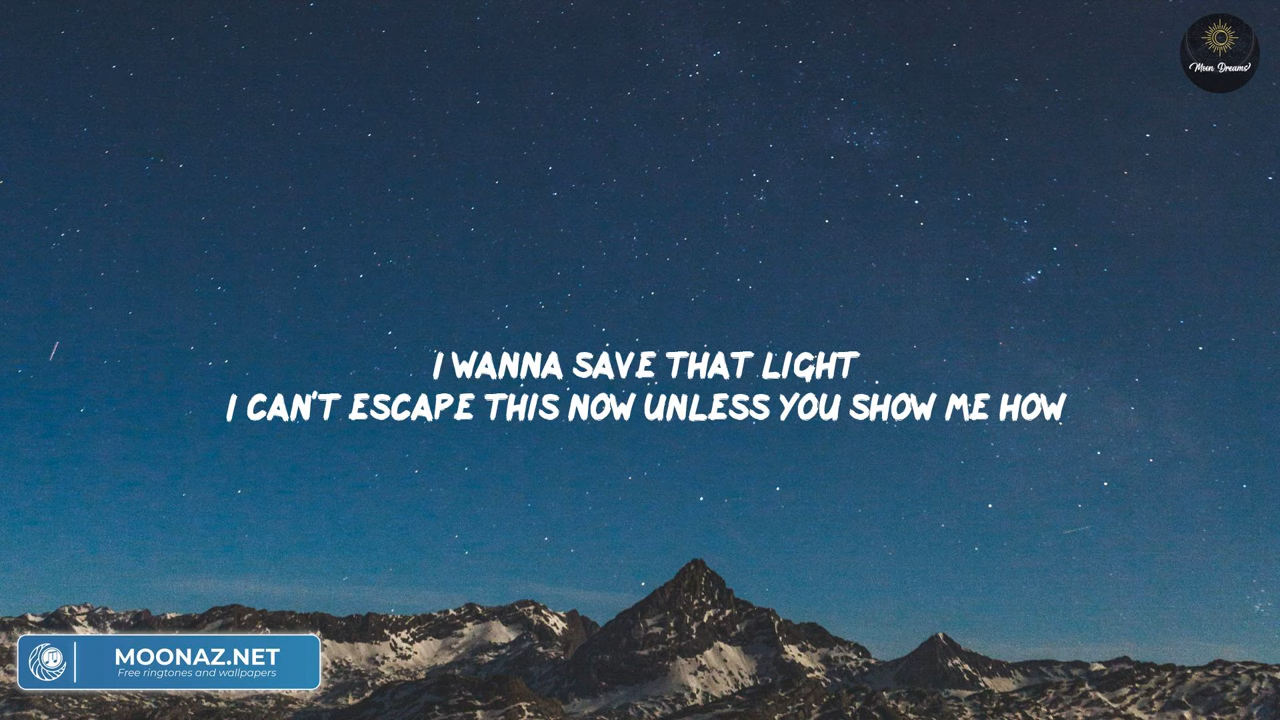 Moon Dreams
I WANNA SAVE THAT LIGHT
I CAN'T ESCAPE THIS NOW UNLESS YOU SHOW ME HOW
MOONAZ.NET
Free ringtones and wallpapers